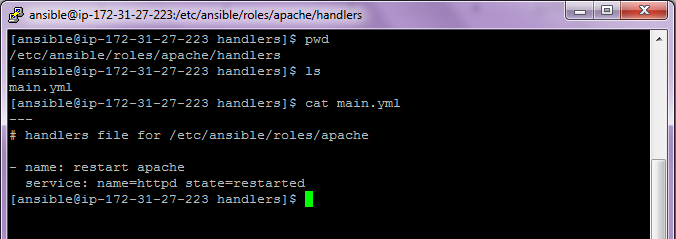 ansible@ip-172-31-27-223:/etc/ansible/roles/apache/handlers
[ansible@ip-172-31-27-223 handlers]$ pwd
/etc/ansible/roles/apache/handlers
[ansible@ip-172-31-27-223 handlers]$ ls
main.yml
[ansible@ip-172-31-27-223 handlers]$ cat main.yml
---
# handlers file for /etc/ansible/roles/apache
- name: restart apache
  service: name=httpd state=restarted
[ansible@ip-172-31-27-223 handlers]$